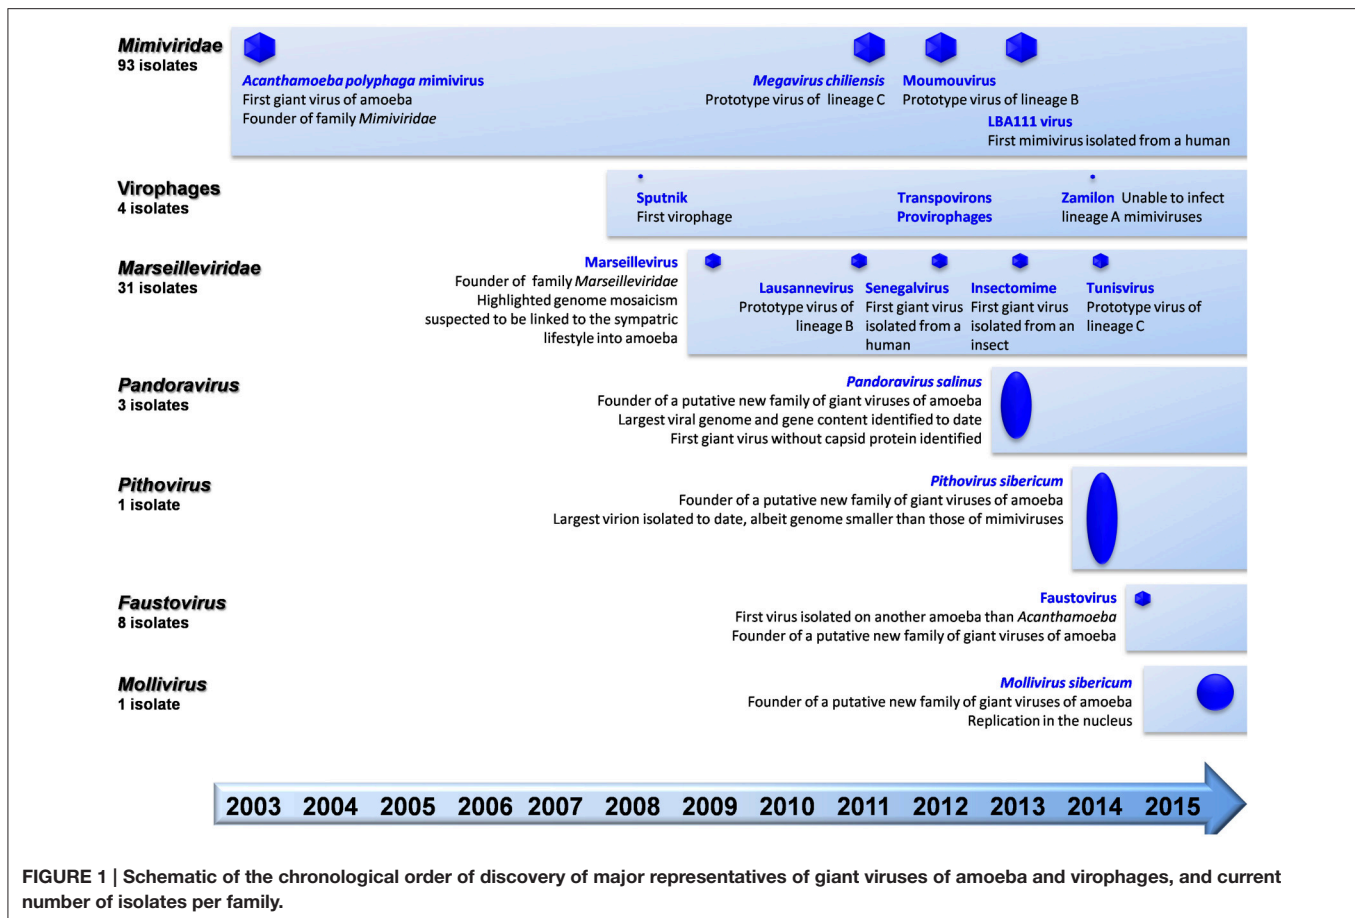 Mimiviridae
93 isolates
Acanthamoeba polyphaga mimivirus
First giant virus of amoeba
Founder of family Mimiviridae
Megavirus chiliensis
Prototype virus of lineage C
Moumouvirus
Prototype virus of lineage B
LBA111 virus
First mimivirus isolated from a human
Virophages
4 isolates
Sputnik
First virophage
Transpovirons
Provirophages
Zamilon Unable to infect
lineage A mimiviruses
Marseilleviridae
31 isolates
Marseillevirus
Founder of family Marseilleviridae
Highlighted genome mosaicism
suspected to be linked to the sympatric
lifestyle into amoeba
Lausannevirus
Prototype virus of
lineage B
Senegalvirus
First giant virus
isolated from a
human
Insectomime
First giant virus
isolated from an
insect
Tunisvirus
Prototype virus of
lineage C
Pandoravirus
3 isolates
Pandoravirus salinus
Founder of a putative new family of giant viruses of amoeba
Largest viral genome and gene content identified to date
First giant virus without capsid protein identified
Pithovirus
1 isolate
Pithovirus sibericum
Founder of a putative new family of giant viruses of amoeba
Largest virion isolated to date, albeit genome smaller than those of mimiviruses
Faustovirus
8 isolates
Faustovirus
First virus isolated on another amoeba than Acanthamoeba
Founder of a putative new family of giant viruses of amoeba
Mollivirus
1 isolate
Mollivirus sibericum
Founder of a putative new family of giant viruses of amoeba
Replication in the nucleus
2003 2004 2005 2006 2007 2008 2009 2010 2011 2012 2013 2014 2015
FIGURE 1 | Schematic of the chronological order of discovery of major representatives of giant viruses of amoeba and virophages, and current
number of isolates per family.